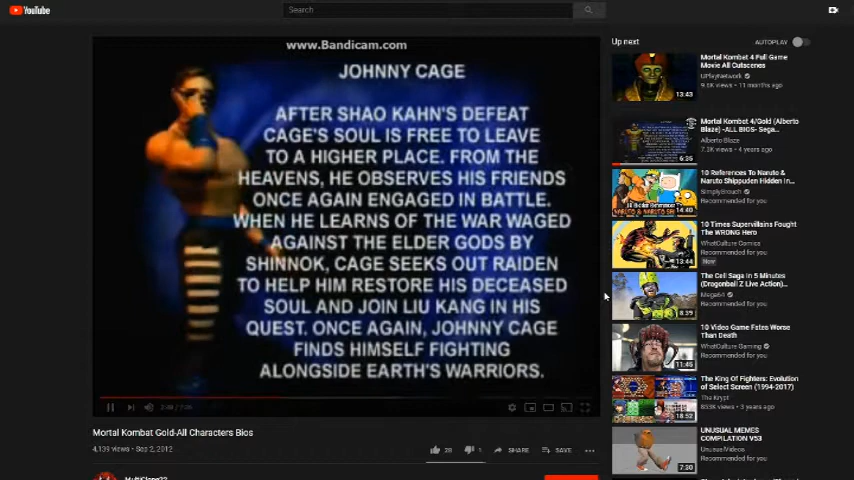 YouTube
Search
www.Bandicam.com
JOHNNY CAGE
AFTER SHAO KAHN'S DEFEAT
CAGE'S SOUL IS FREE TO LEAVE
TO A HIGHER PLACE. FROM THE
HEAVENS, HE OBSERVES HIS FRIENDS
ONCE AGAIN ENGAGED IN BATTLE.
WHEN HE LEARNS OF THE WAR WAGED
AGAINST THE ELDER GODS BY
SHINNOK, CAGE SEEKS OUT RAIDEN
TO HELP HIM RESTORE HIS DECEASED
SOUL AND JOIN LIU KANG IN HIS
QUEST. ONCE AGAIN, JOHNNY CAGE
FINDS HIMSELF FIGHTING
ALONGSIDE EARTH'S WARRIORS.
Mortal Kombat Gold-All Characters Bios
4,139 views • Sep 2, 2012
28
1
SHARE
SAVE
Up next
AUTOPLAY
13:43
Mortal Kombat 4 Full Game
Movie All Cutscenes
UPlayNetwork
9.6K views • 11 months ago
6:35
Mortal Kombat 4/Gold (Alberto
Blaze) -ALL BIOS- Sega...
Alberto Blaze
7.3K views • 4 years ago
14:40
10 References To Naruto &
Naruto Shippuden Hidden In...
SimplyBrouch
Recommended for you
13:44
10 Times Supervillains Fought
The WRONG Hero
WhatCulture Comics
Recommended for you
New
8:39
The Cell Saga In 5 Minutes
(Dragonball Z Live Action)...
Mega64
Recommended for you
11:45
10 Video Game Fates Worse
Than Death
WhatCulture Gaming
Recommended for you
18:52
The King Of Fighters: Evolution
of Select Screen (1994-2017)
The Krypt
833K views • 3 years ago
7:30
UNUSUAL MEMES
COMPILATION V53
UnusualVideos
Recommended for you